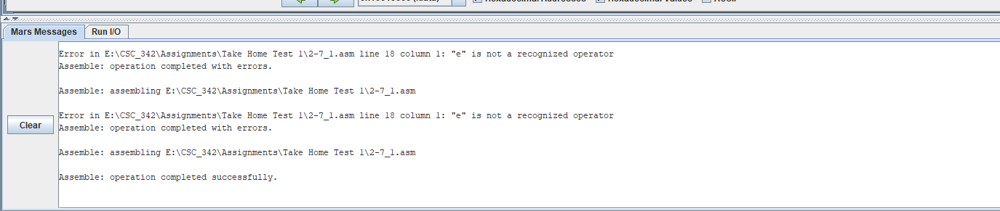 Mars Messages Run I/O
Error in E:\CSC_342\Assignments\Take Home Test 1\2-7_1.asm line 18 column 1: "e" is not a recognized operator
Assemble: operation completed with errors.
Assemble: assembling E:\CSC_342\Assignments\Take Home Test 1\2-7_1.asm
Error in E:\CSC_342\Assignments\Take Home Test 1\2-7_1.asm line 18 column 1: "e" is not a recognized operator
Clear
Assemble: operation completed with errors.
Assemble: assembling E:\CSC_342\Assignments\Take Home Test 1\2-7_1.asm
Assemble: operation completed successfully.